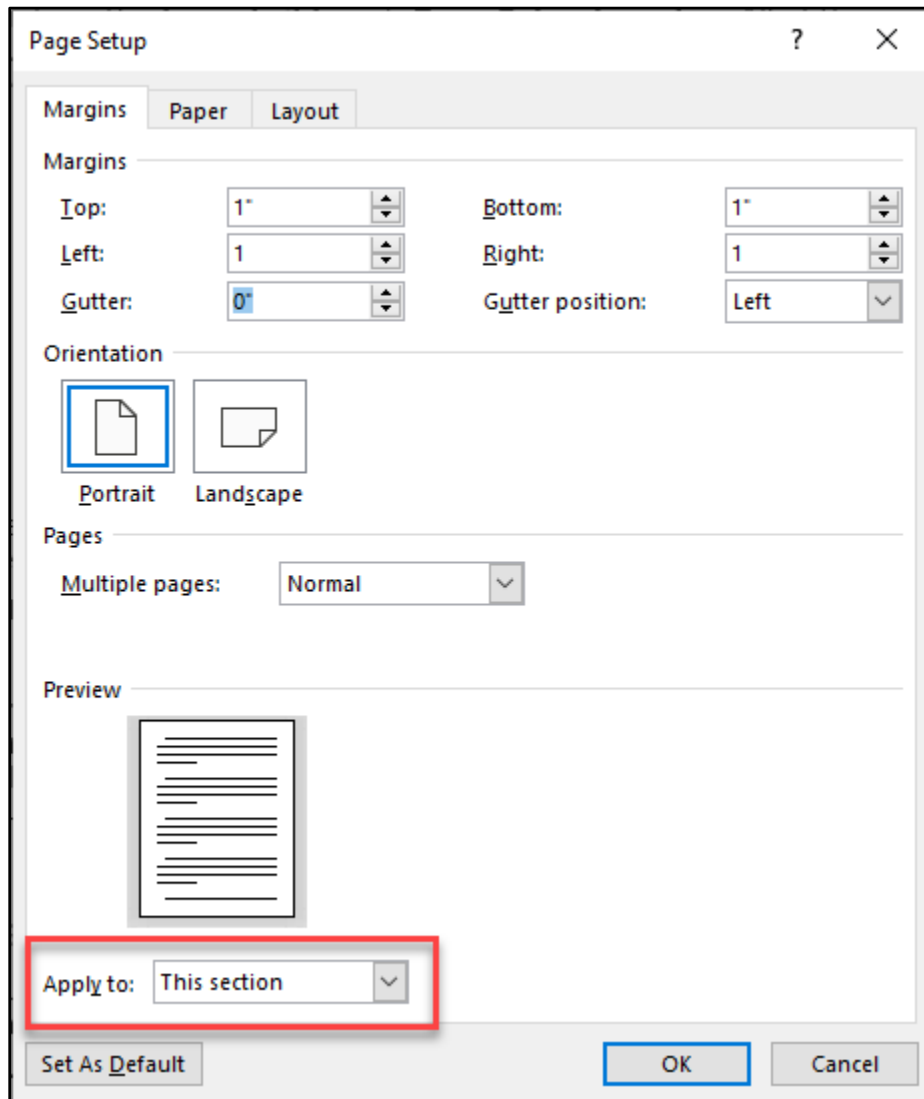 Page Setup ? 
Margins Paper Layout
Margins
Top: 1" Bottom: 1"
Left: 1 Right: 1
Gutter: 0" Gutter position: Left
Orientation
Portrait Landscape
Pages
Multiple pages: Normal
Preview
Apply to: This section
Set As Default OK Cancel